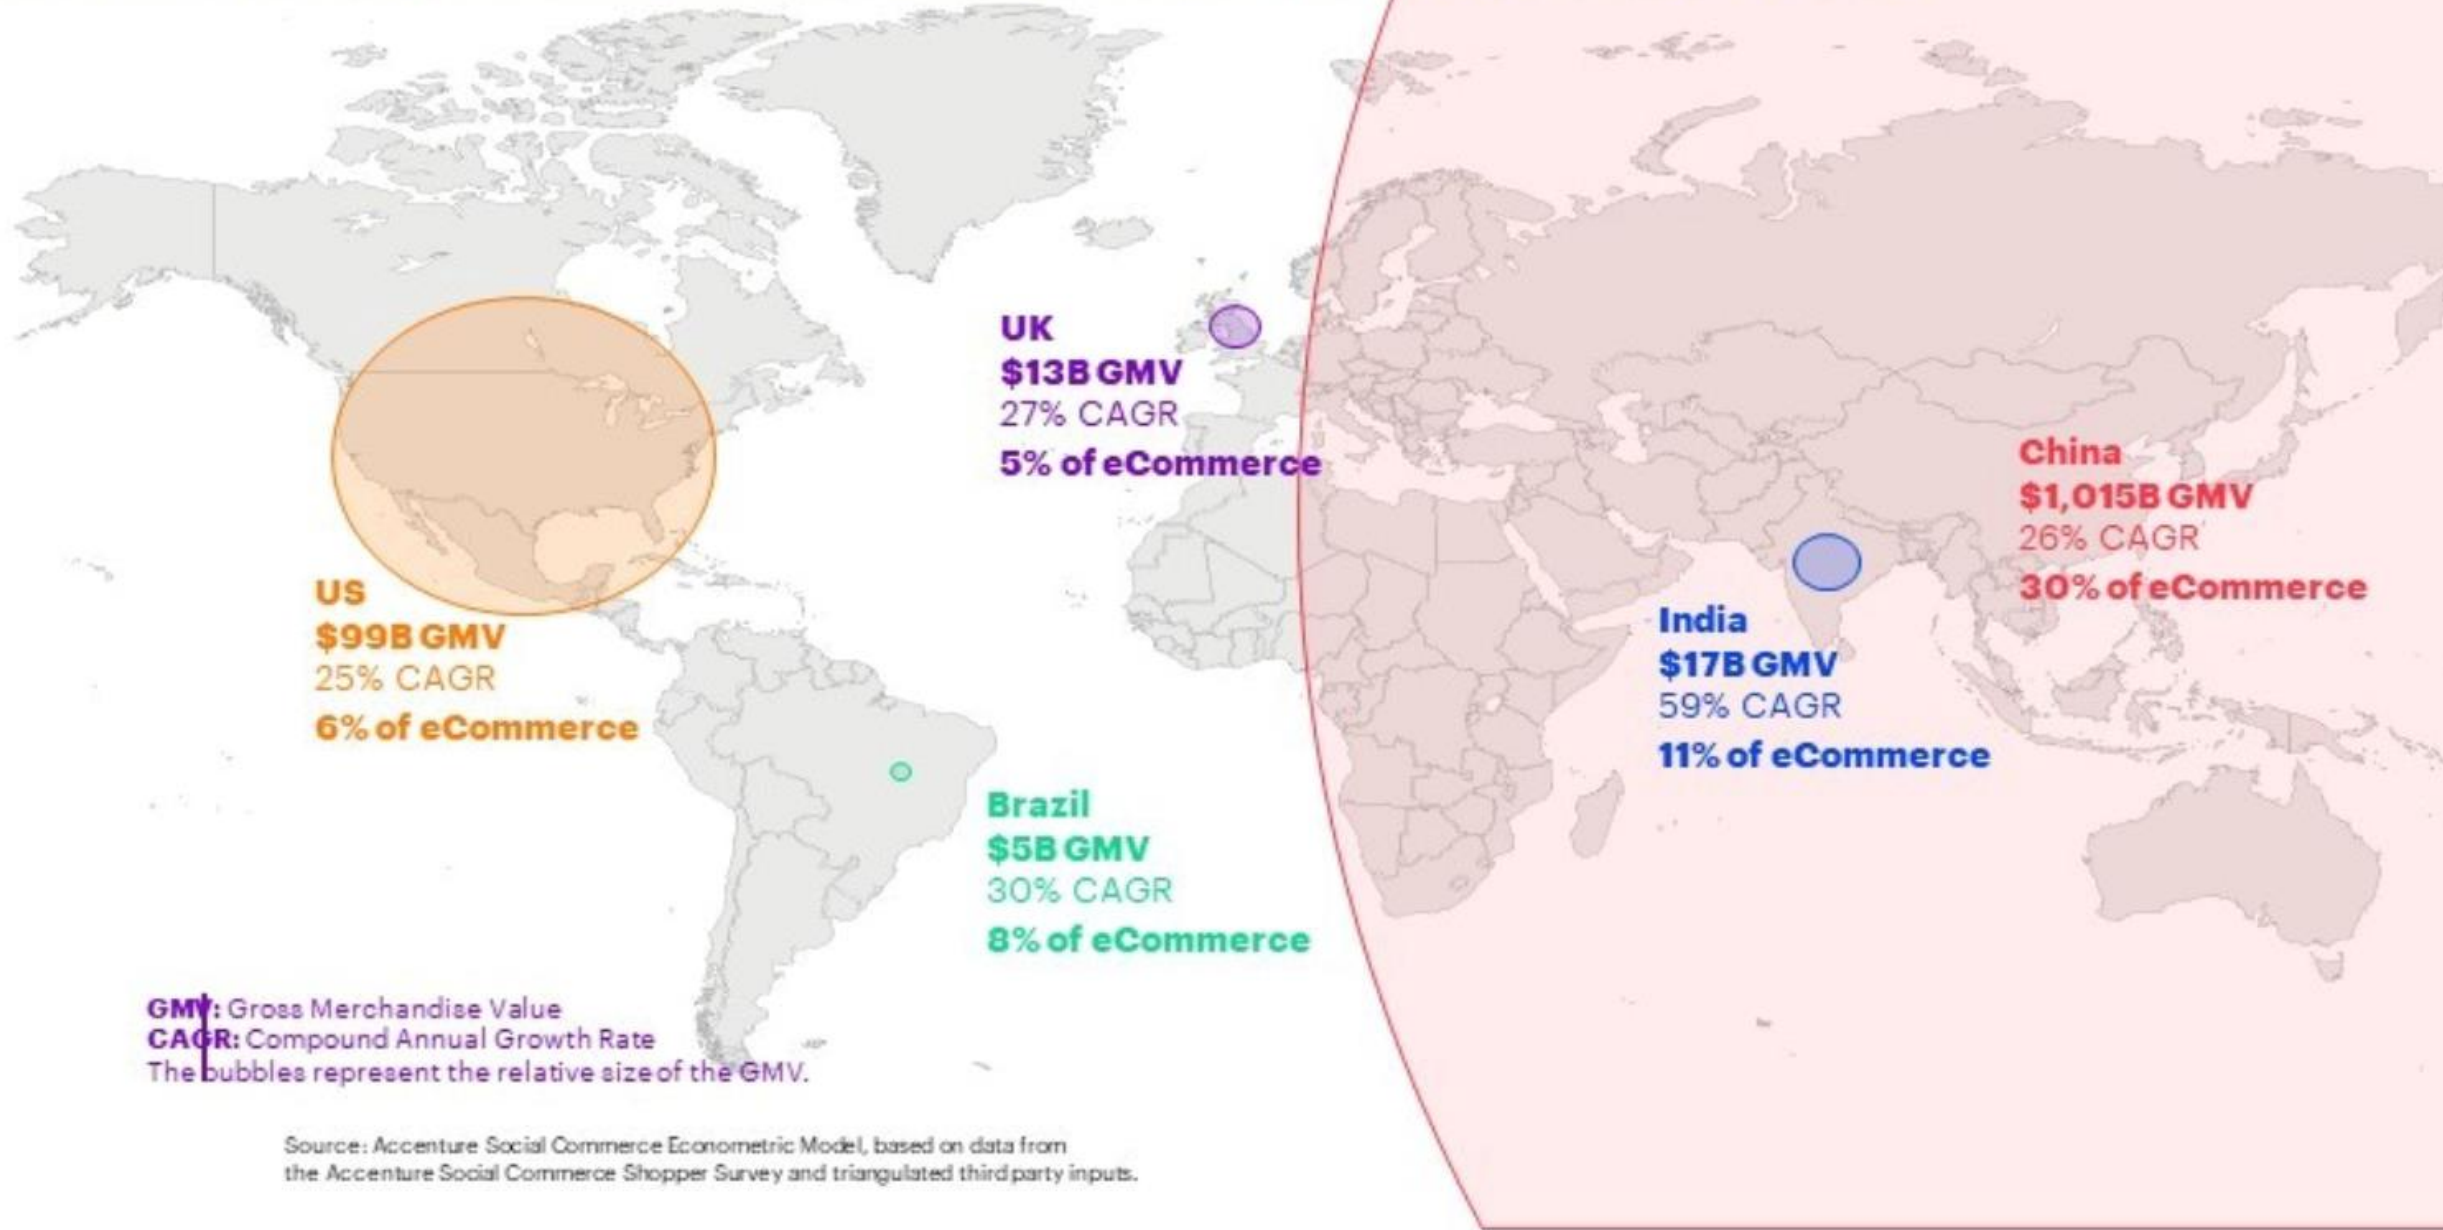 UK
$13B GMV
27% CAGR
5% of eCommerce
China
$1,015B GMV
26% CAGR
30% of eCommerce
US
$99B GMV
25% CAGR
6% of eCommerce
India
$17B GMV
59% CAGR
11% of eCommerce
Brazil
$5B GMV
30% CAGR
8% of eCommerce
GMV: Gross Merchandise Value
CAGR: Compound Annual Growth Rate
The bubbles represent the relative size of the GMV.
Source: Accenture Social Commerce Econometric Model, based on data from
the Accenture Social Commerce Shopper Survey and triangulated third party inputs.